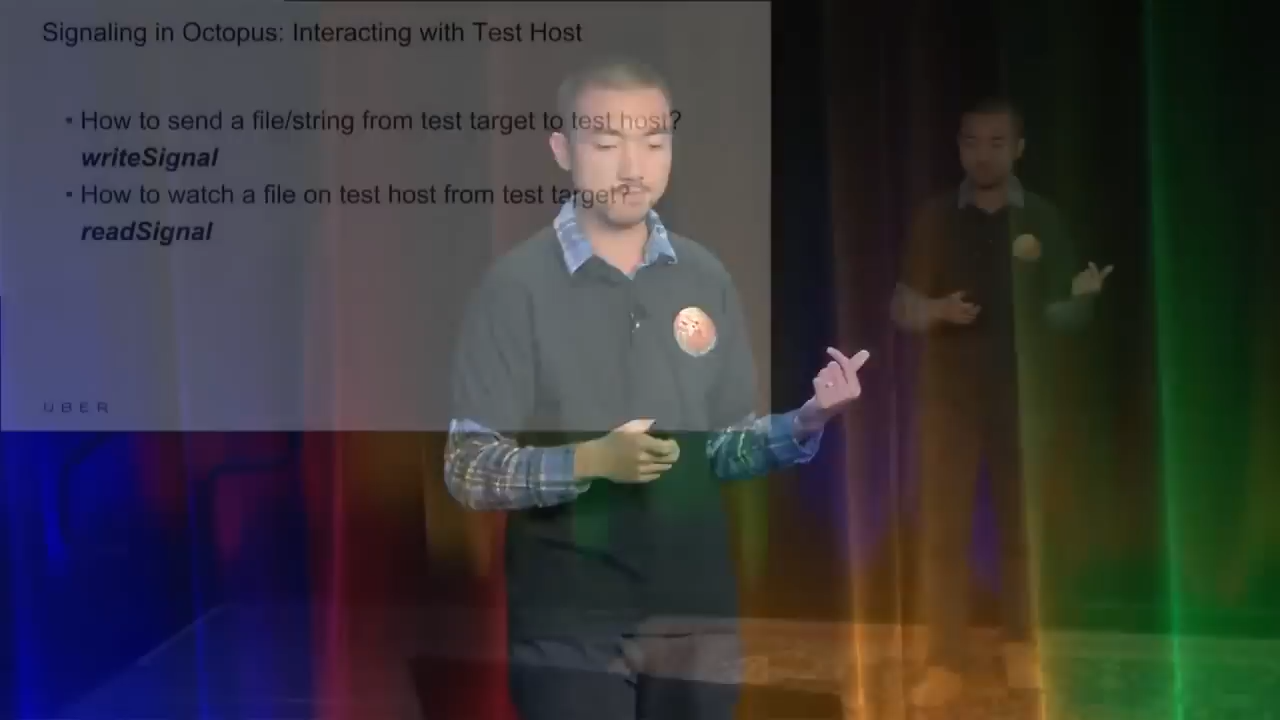 Signaling in Octopus: Interacting with Test Host
• How to send a file/string from test target to test host?
writeSignal
• How to watch a file on test host from test target?
readSignal
UBER